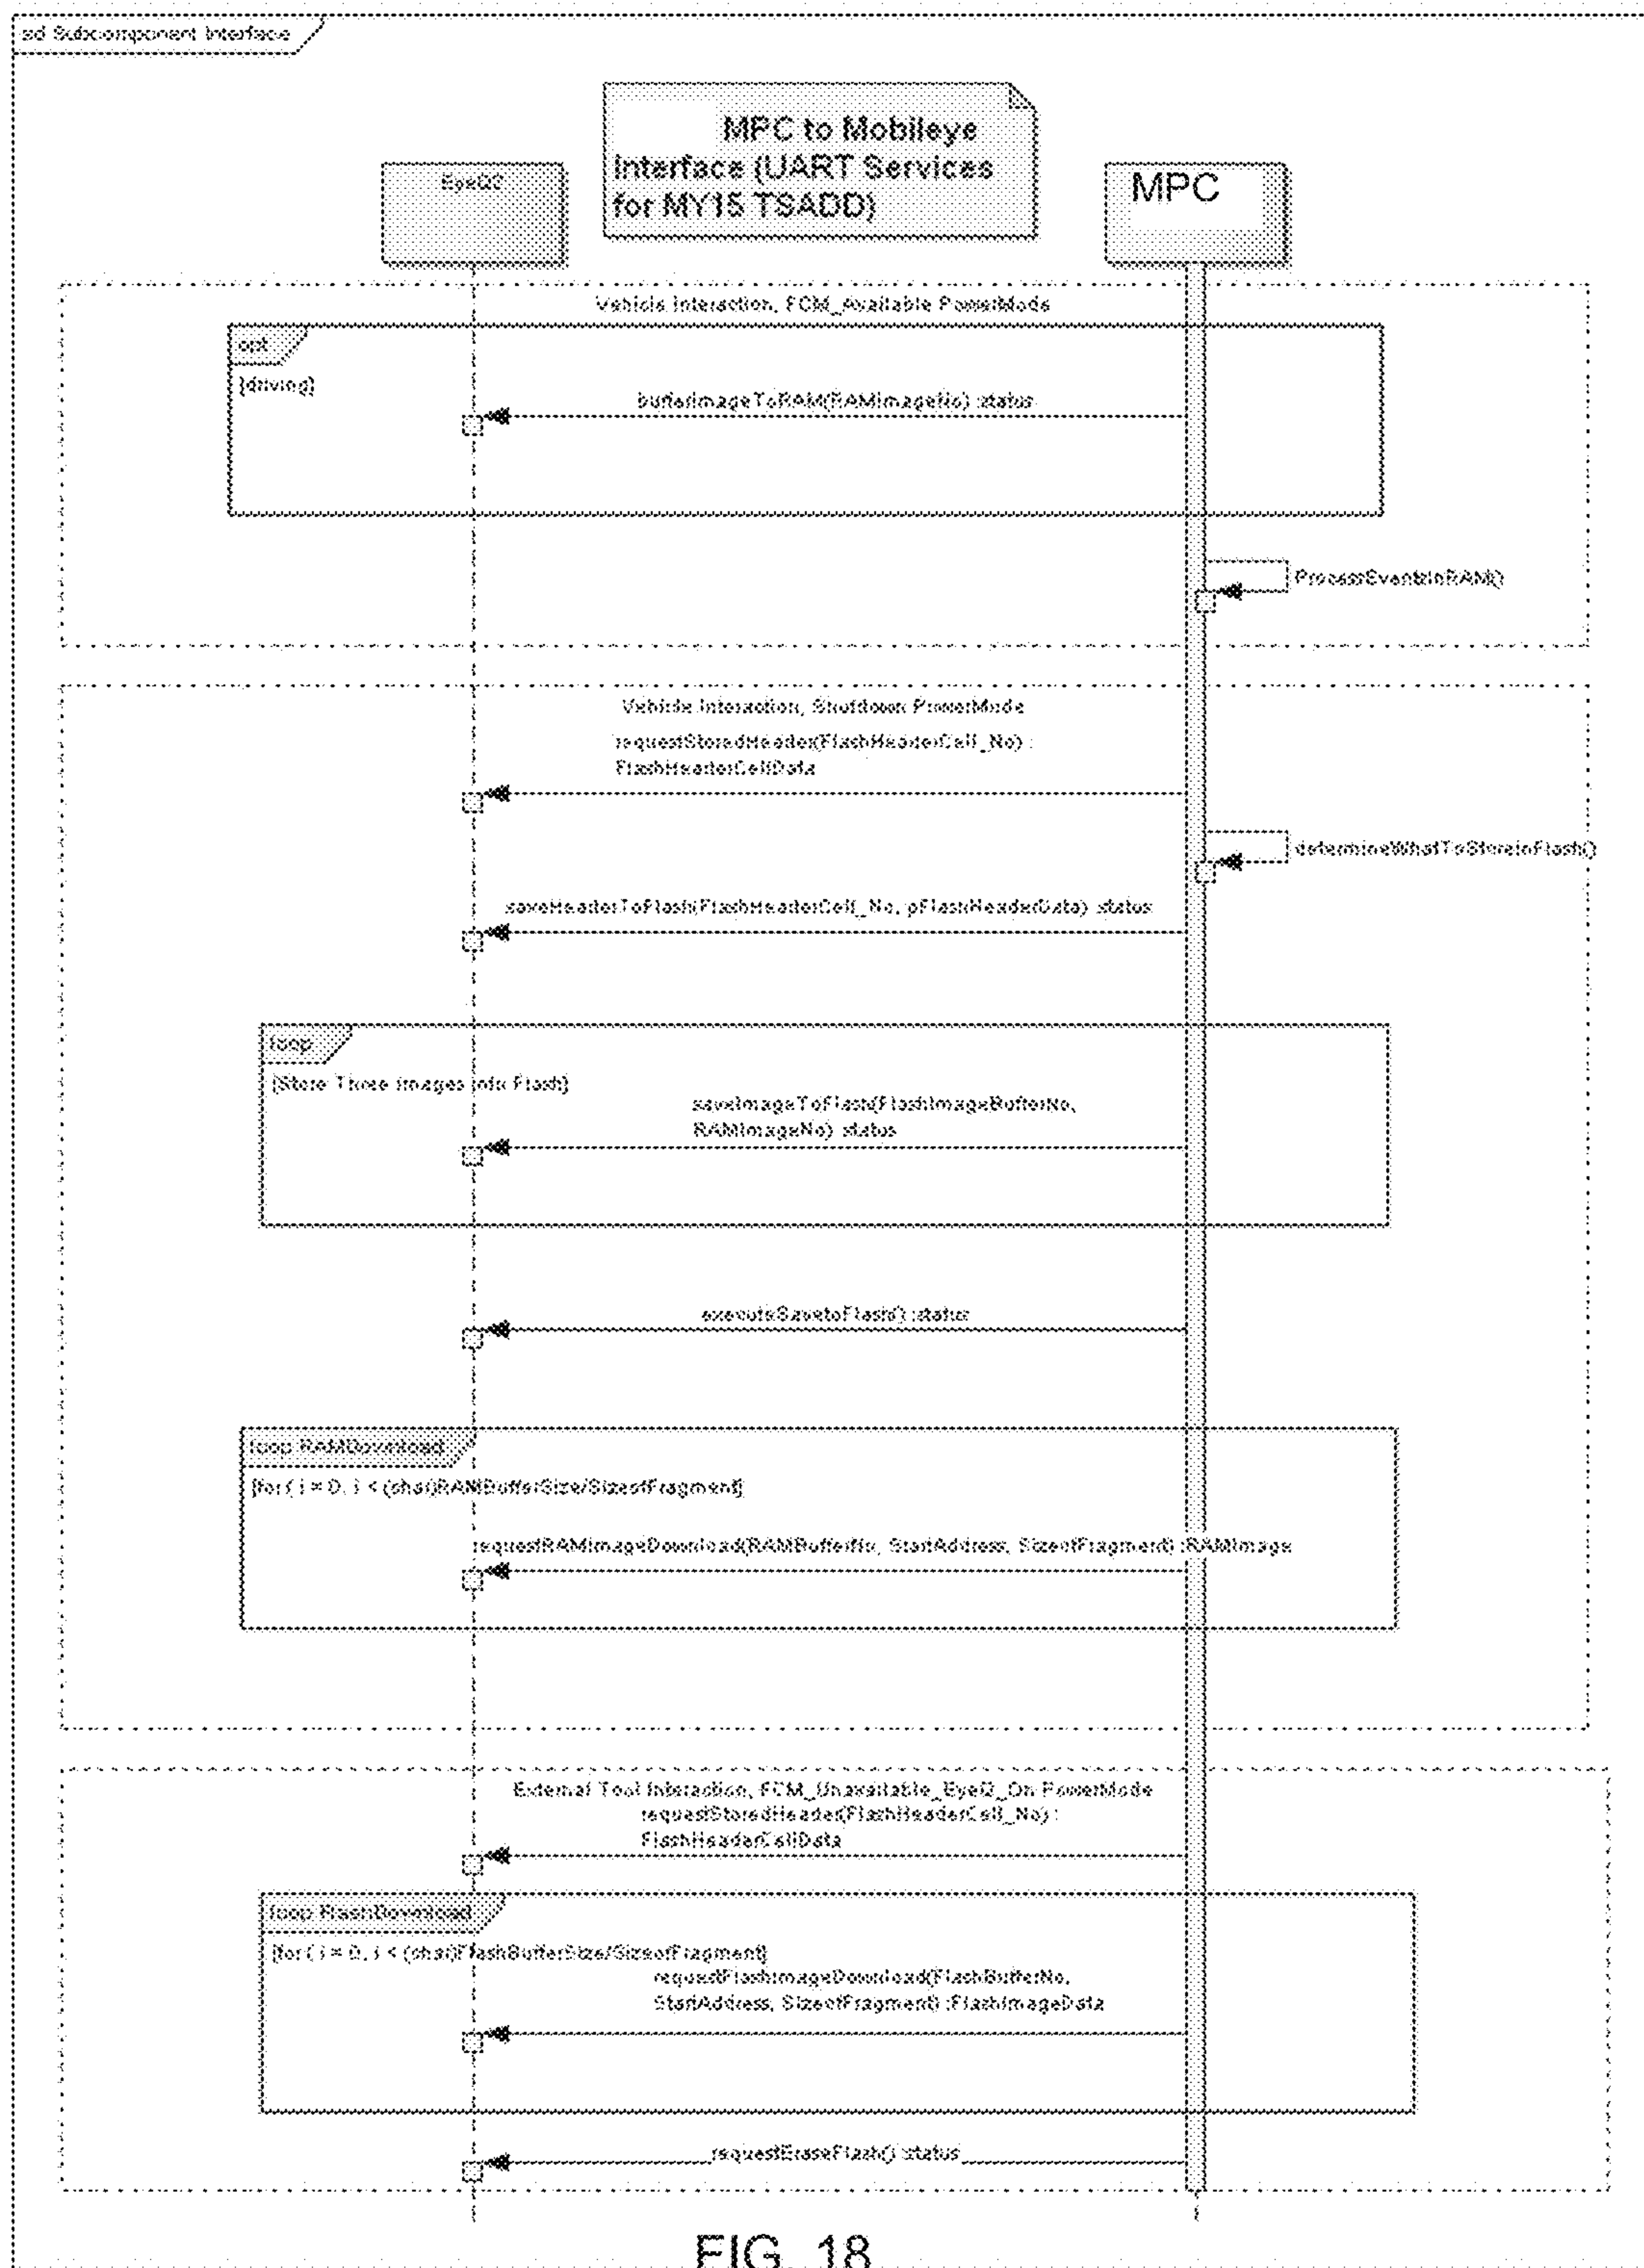 sd Subcomponent Interface
MPC to Mobileye
Interface (UART Services
for MY15 TSADD)
EyeQ2
MPC
Vehicle Interaction, FCM_Available PowerMode
opt
[driving]
bufferImageToRAM(RAMImageNo) :status
ProcessEventsInRAM()
Vehicle Interaction, Shutdown PowerMode
requestStoredHeader(FlashHeaderCell_No) :
FlashHeaderCellData
determineWhatToStoreInFlash()
saveHeaderToFlash(FlashHeaderCell_No, pFlashHeaderData) :status
loop
[Store Three Images into Flash]
saveImageToFlash(FlashImageBufferNo,
RAMImageNo) :status
executeSavetoFlash() :status
loop RAMDownload
[for ( i = 0, i < (char)RAMBufferSize/SizeofFragment]
requestRAMImageDownload(RAMBufferNo, StartAddress, SizeofFragment) :RAMImage
External Tool Interaction, FCM_Unavailable_EyeQ_On PowerMode
requestStoredHeader(FlashHeaderCell_No) :
FlashHeaderCellData
loop FlashDownload
[for ( i = 0, i < (char)FlashBufferSize/SizeofFragment]
requestFlashImageDownload(FlashBufferNo,
StartAddress, SizeofFragment) :FlashImageData
requestEraseFlash() :status
FIG. 18